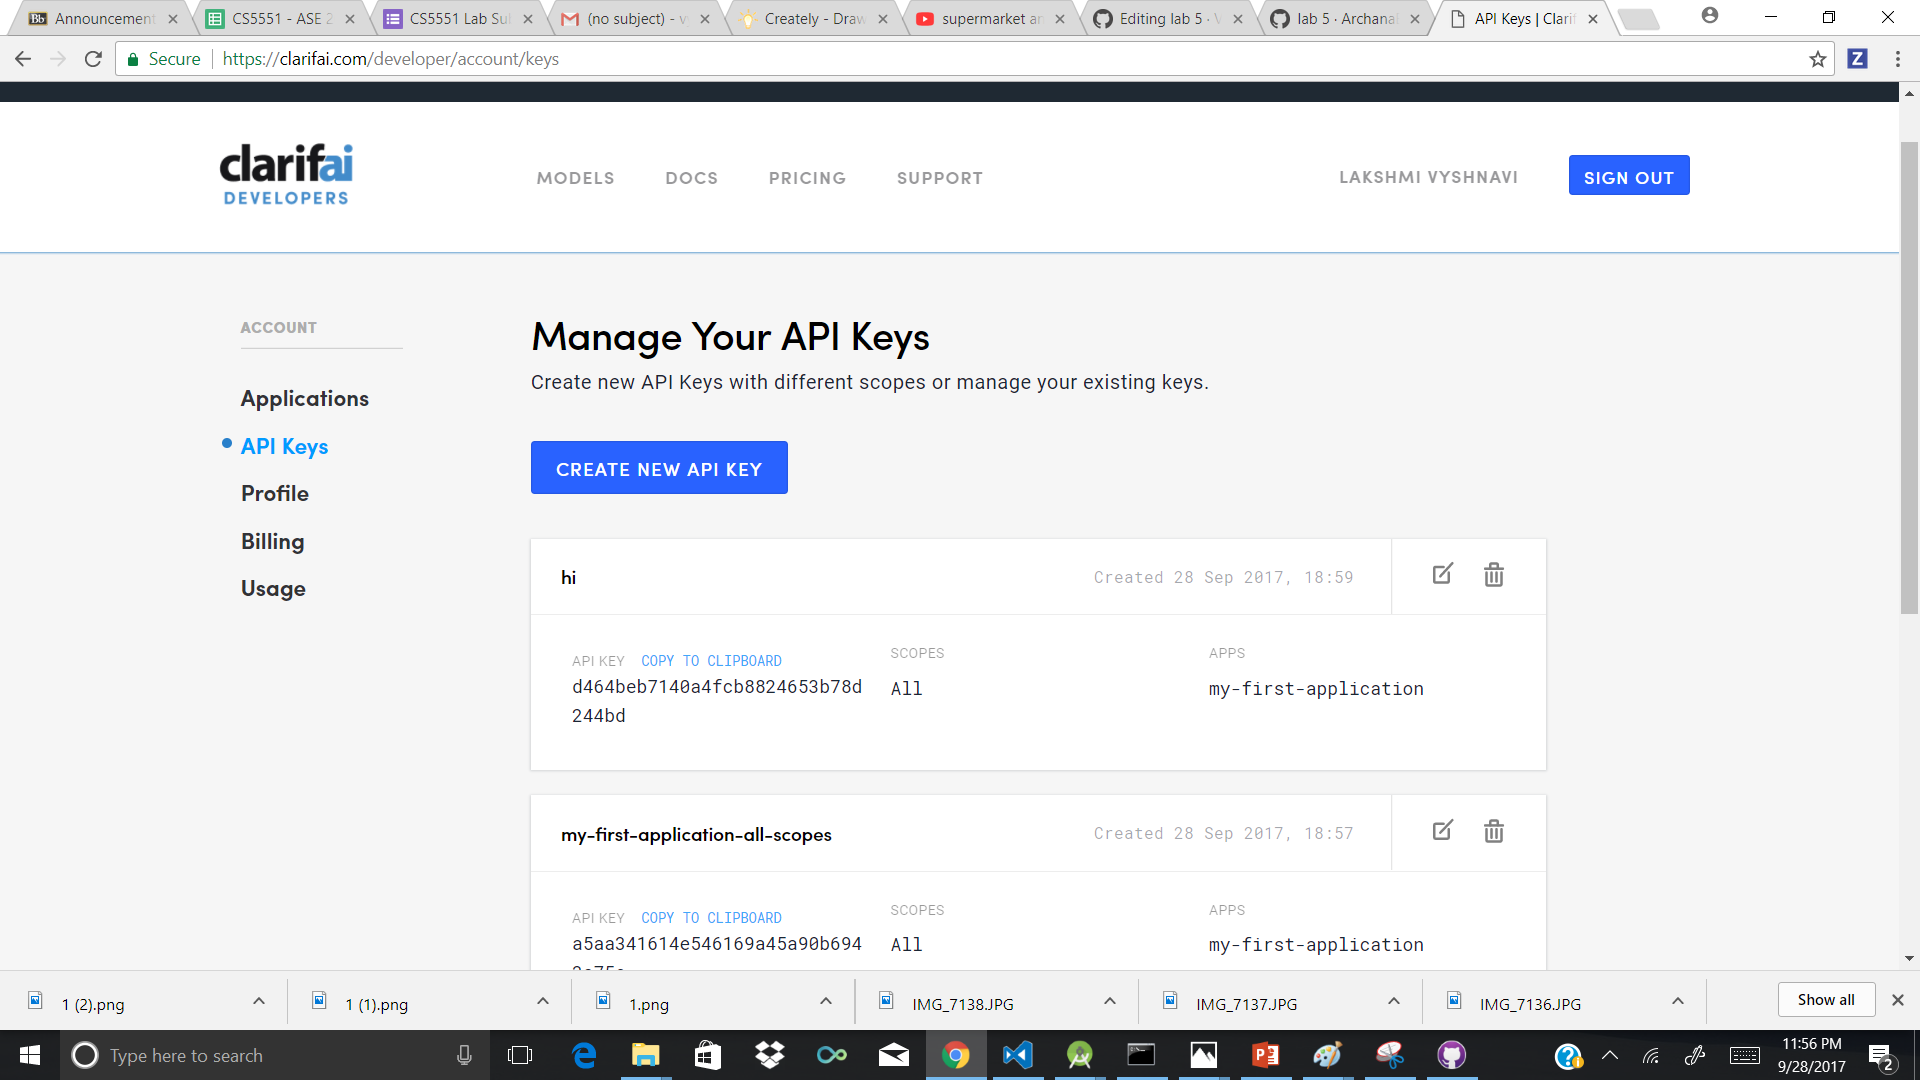 Announcement
CS5551 - ASE 2
CS5551 Lab Su
(no subject) - v
Creately - Draw
supermarket an
Editing lab 5 · V
lab 5 · Archana
API Keys | Clarif
Secure
https://clarifai.com/developer/account/keys
clarifai
DEVELOPERS
MODELS
DOCS
PRICING
SUPPORT
LAKSHMI VYSHNAVI
SIGN OUT
ACCOUNT
Applications
API Keys
Profile
Billing
Usage
Manage Your API Keys
Create new API Keys with different scopes or manage your existing keys.
CREATE NEW API KEY
hi
Created 28 Sep 2017, 18:59
API KEY COPY TO CLIPBOARD
d464beb7140a4fcb8824653b78d
244bd
SCOPES
All
APPS
my-first-application
my-first-application-all-scopes
Created 28 Sep 2017, 18:57
API KEY COPY TO CLIPBOARD
a5aa341614e546169a45a90b694
SCOPES
All
APPS
my-first-application
1 (2).png
1 (1).png
1.png
IMG_7138.JPG
IMG_7137.JPG
IMG_7136.JPG
Show all
Type here to search
11:56 PM
9/28/2017
2